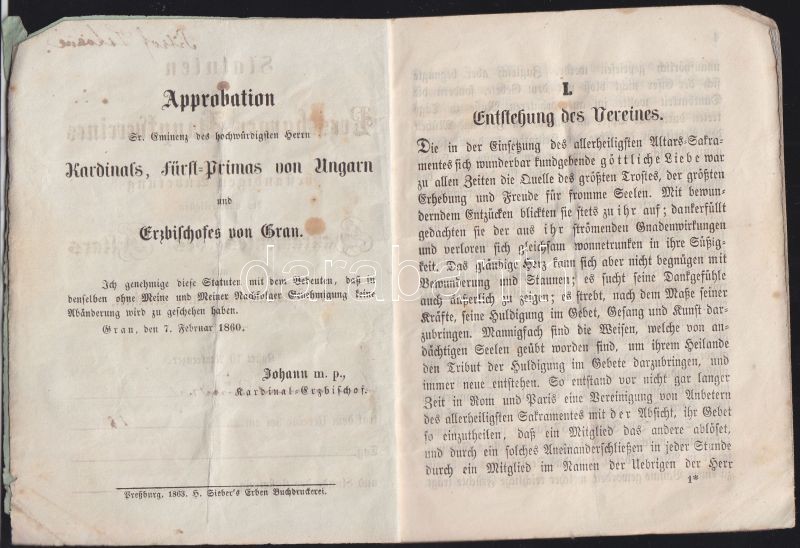 Approbation
Sr. Eminenz des hochwürdigsten Herrn
Kardinals, Fürst-Primas von Ungarn
und
Erzbischofes von Gran.
Ich genehmige diese Statuten mit dem Bedeuten, daß in
denselben ohne Meine und Meiner Nachfolger Genehmigung keine
Abänderung wird zu geschehen haben.
Gran, den 7. Februar 1860.
Johann m. p.,
Kardinal-Erzbischof.
Preßburg, 1863. H. Sieber's Erben Buchdruckerei.
I.
Entstehung des Vereines.
Die in der Einsetzung des allerheiligsten Altars-Sakra-
mentes sich wunderbar kundgebende göttliche Liebe war
zu allen Zeiten die Quelle des größten Trostes, der größten
Erhebung und Freude für fromme Seelen. Mit bewun-
derndem Entzücken blickten sie stets zu ihr auf; dankerfüllt
gedachten sie der aus ihr strömenden Gnadenwirkungen
und verloren sich gleichsam wonnetrunken in ihre Süßig-
keit. Das gläubige Herz kann sich aber nicht begnügen mit
Bewunderung und Staunen; es sucht seine Dankgefühle
auch äußerlich zu zeigen; es strebt, nach dem Maße seiner
Kräfte, seine Huldigung im Gebet, Gesang und Kunst dar-
zubringen. Mannigfach sind die Weisen, welche von an-
dächtigen Seelen geübt worden sind, um ihrem Heilande
den Tribut der Huldigung im Gebete darzubringen, und
immer neue entstehen. So entstand vor nicht gar langer
Zeit in Rom und Paris eine Vereinigung von Anbetern
des allerheiligsten Sakramentes mit der Absicht, ihr Gebet
so einzutheilen, daß ein Mitglied das andere ablöset,
und durch ein solches Aneinanderschließen in jeder Stunde
durch ein Mitglied im Namen der Uebrigen der Herr
1*
darabanth.com